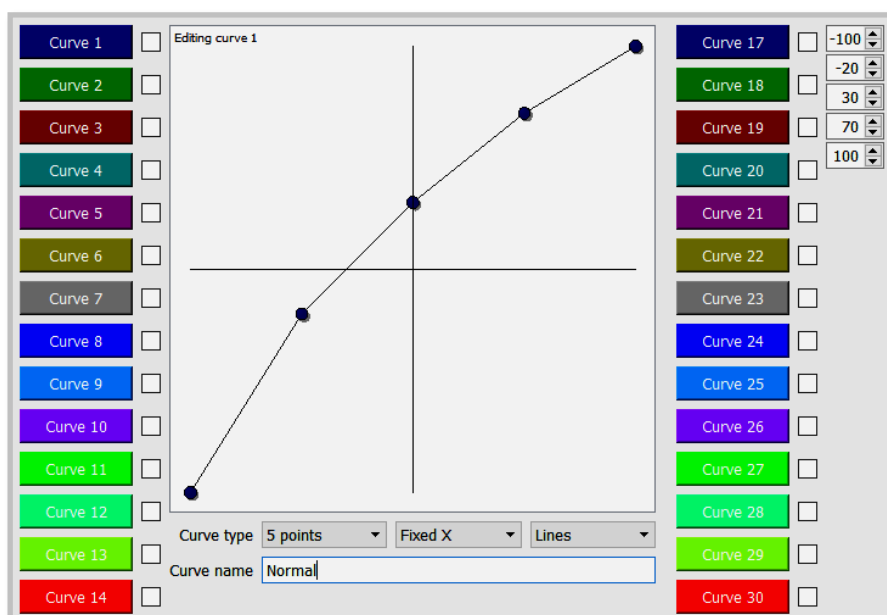 Curve 1
Curve 2
Curve 3
Curve 4
Curve 5
Curve 6
Curve 7
Curve 8
Curve 9
Curve 10
Curve 11
Curve 12
Curve 13
Curve 14
Editing curve 1
Curve type 5 points Fixed X Lines
Curve name Normal
Curve 17
Curve 18
Curve 19
Curve 20
Curve 21
Curve 22
Curve 23
Curve 24
Curve 25
Curve 26
Curve 27
Curve 28
Curve 29
Curve 30
-100
-20
30
70
100